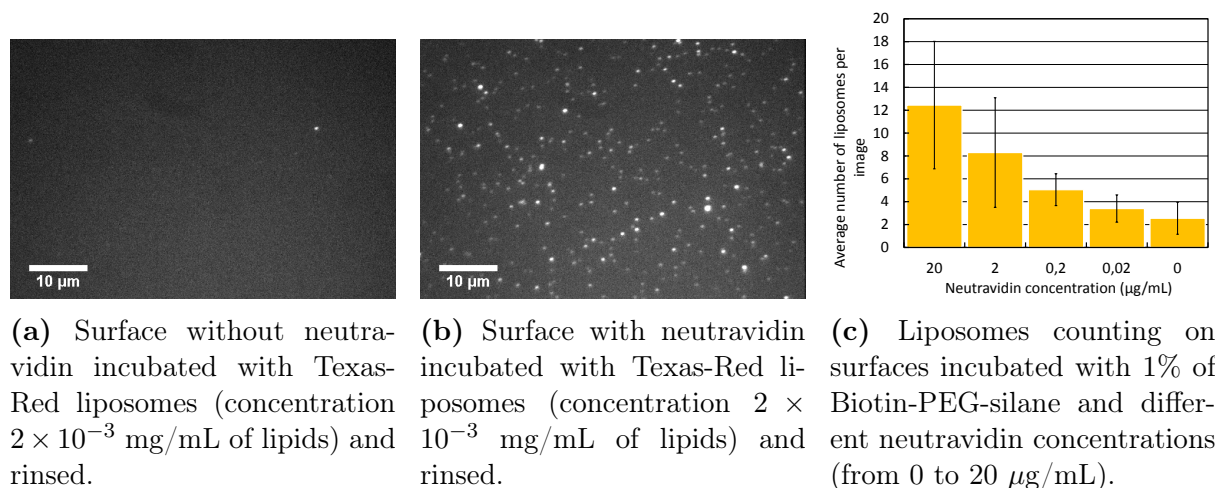 10 µm
10 µm
20
18
16
14
12
10
8
6
4
2
0
Average number of liposomes per
image
20 2 0,2 0,02 0
Neutravidin concentration (µg/mL)
(a) Surface without neutra-
vidin incubated with Texas-
Red liposomes (concentration
2 × 10⁻³ mg/mL of lipids) and
rinsed.
(b) Surface with neutravidin
incubated with Texas-Red li-
posomes (concentration 2 ×
10⁻³ mg/mL of lipids) and
rinsed.
(c) Liposomes counting on
surfaces incubated with 1% of
Biotin-PEG-silane and differ-
ent neutravidin concentrations
(from 0 to 20 µg/mL).